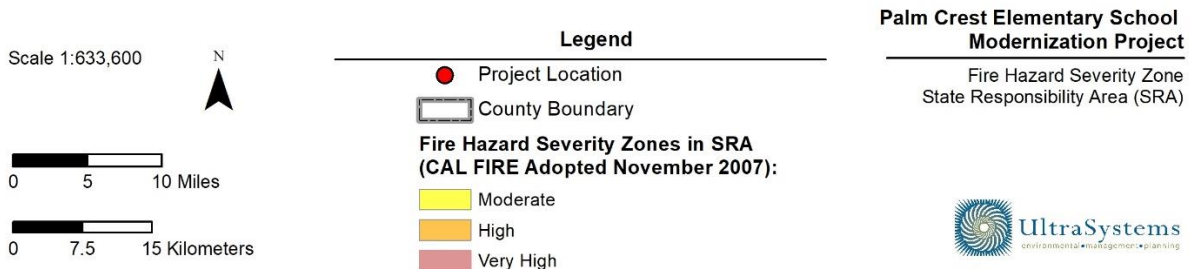 Scale 1:633,600
N
0 5 10 Miles
0 7.5 15 Kilometers
Legend
Project Location
County Boundary
Fire Hazard Severity Zones in SRA
(CAL FIRE Adopted November 2007):
Moderate
High
Very High
Palm Crest Elementary School
Modernization Project
Fire Hazard Severity Zone
State Responsibility Area (SRA)
UltraSystems
environmental•management•planning